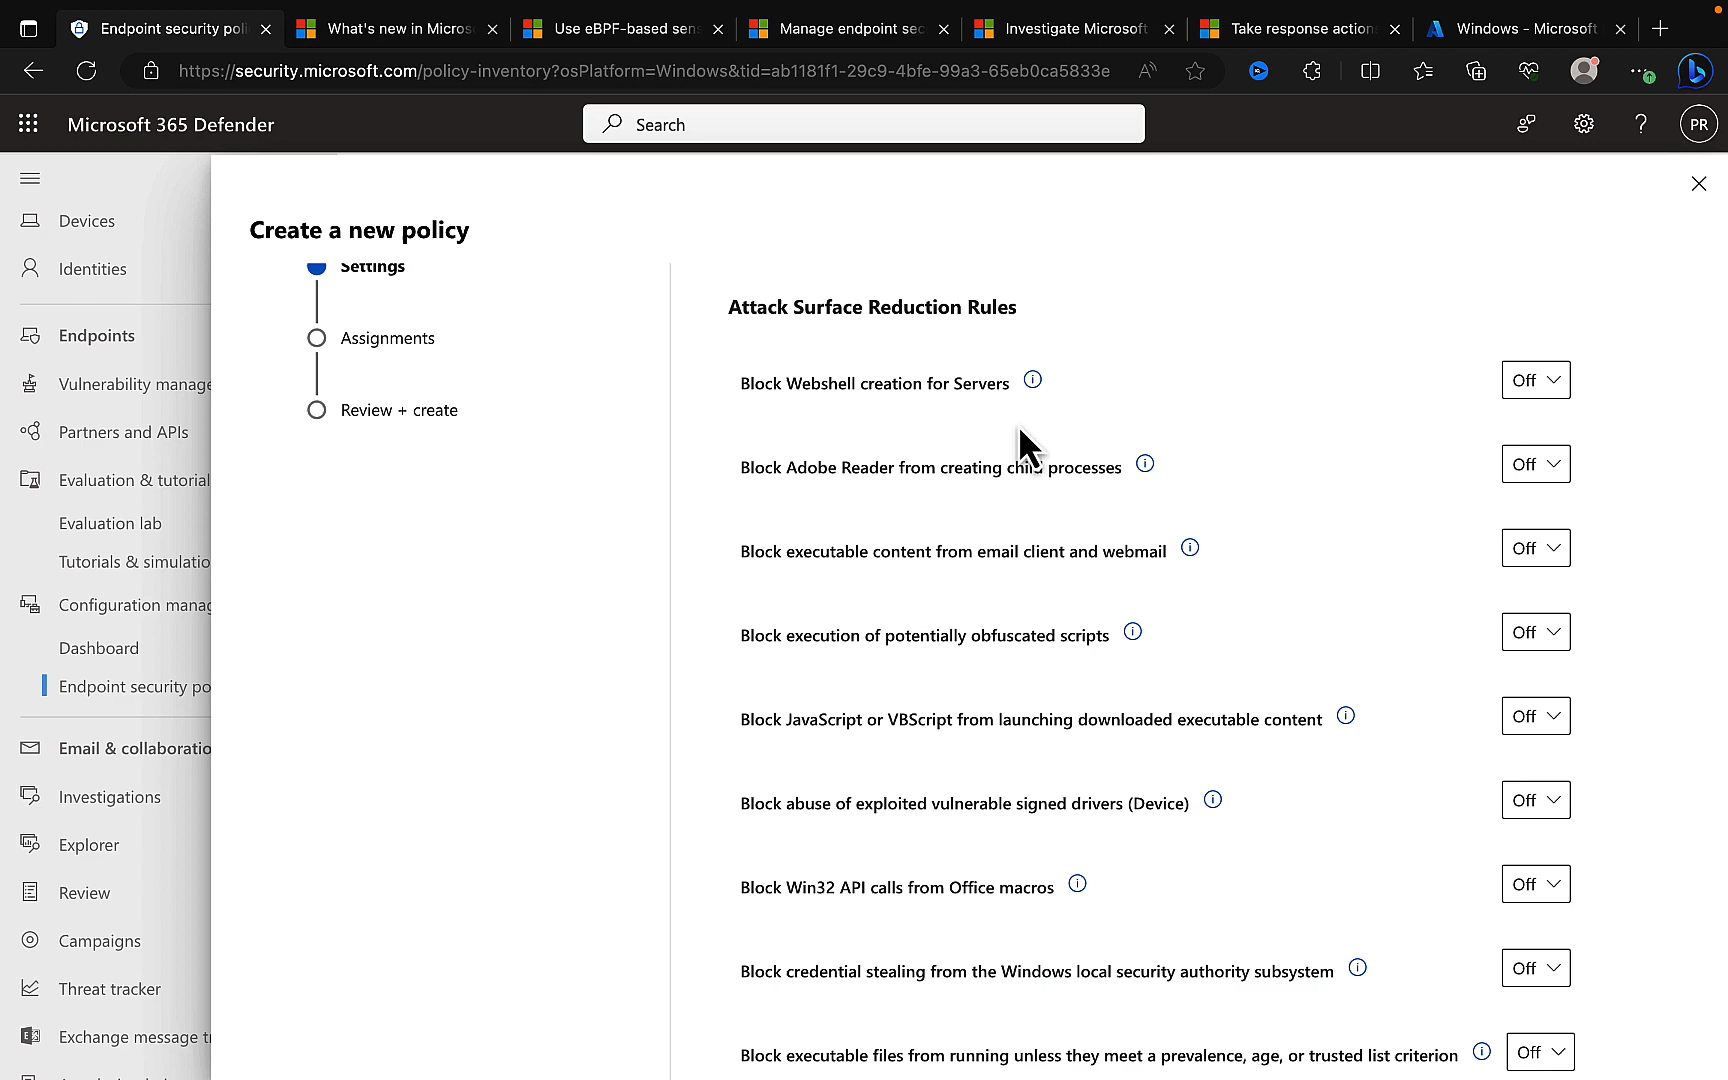 Endpoint security poli
What's new in Micros
Use eBPF-based sens
Manage endpoint sec
Investigate Microsoft
Take response actions
Windows - Microsoft
https://security.microsoft.com/policy-inventory?osPlatform=Windows&tid=ab1181f1-29c9-4bfe-99a3-65eb0ca5833e
Microsoft 365 Defender
Search
PR
Devices
Identities
Endpoints
Vulnerability manage
Partners and APIs
Evaluation & tutorial
Evaluation lab
Tutorials & simulatio
Configuration manag
Dashboard
Endpoint security po
Email & collaboratio
Investigations
Explorer
Review
Campaigns
Threat tracker
Exchange message tr
Create a new policy
Settings
Assignments
Review + create
Attack Surface Reduction Rules
Block Webshell creation for Servers Off
Block Adobe Reader from creating child processes Off
Block executable content from email client and webmail Off
Block execution of potentially obfuscated scripts Off
Block JavaScript or VBScript from launching downloaded executable content Off
Block abuse of exploited vulnerable signed drivers (Device) Off
Block Win32 API calls from Office macros Off
Block credential stealing from the Windows local security authority subsystem Off
Block executable files from running unless they meet a prevalence, age, or trusted list criterion Off